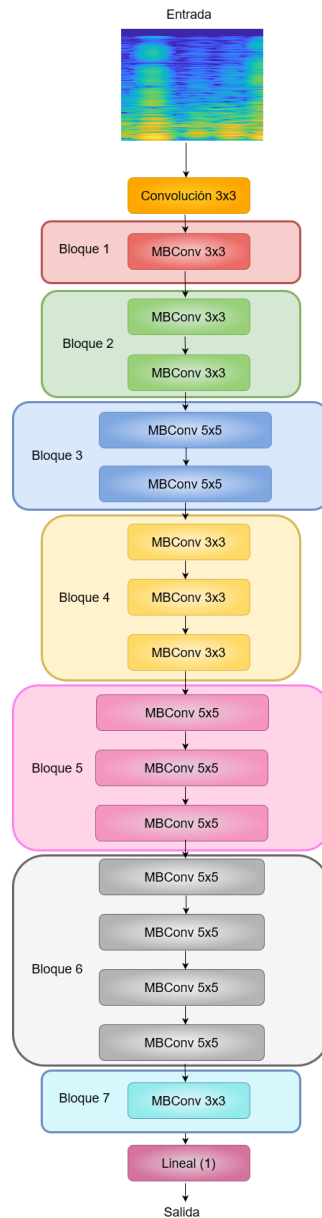 Entrada
Convolución 3x3
Bloque 1
MBConv 3x3
Bloque 2
MBConv 3x3
MBConv 3x3
Bloque 3
MBConv 5x5
MBConv 5x5
Bloque 4
MBConv 3x3
MBConv 3x3
MBConv 3x3
Bloque 5
MBConv 5x5
MBConv 5x5
MBConv 5x5
Bloque 6
MBConv 5x5
MBConv 5x5
MBConv 5x5
MBConv 5x5
Bloque 7
MBConv 3x3
Lineal (1)
Salida